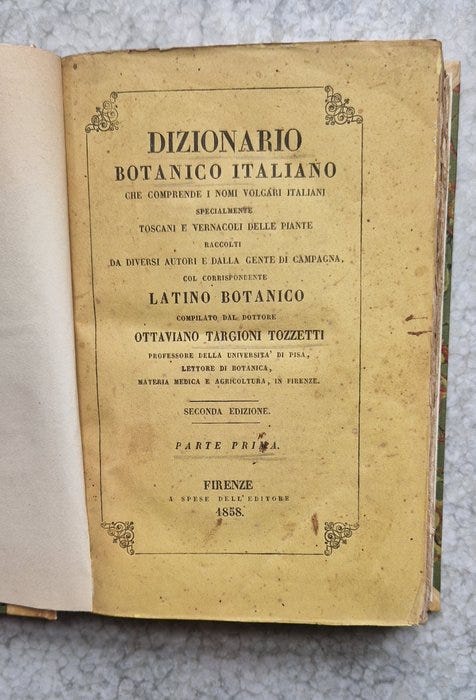 DIZIONARIO
BOTANICO ITALIANO
CHE COMPRENDE I NOMI VOLGARI ITALIANI
SPECIALMENTE
TOSCANI E VERNACOLI DELLE PIANTE
RACCOLTI
DA DIVERSI AUTORI E DALLA GENTE DI CAMPAGNA,
COL CORRISPONDENTE
LATINO BOTANICO
COMPILATO DAL DOTTORE
OTTAVIANO TARGIONI TOZZETTI
PROFESSORE DELLA UNIVERSITA' DI PISA,
LETTORE DI BOTANICA,
MATERIA MEDICA E AGRICOLTURA, IN FIRENZE.
SECONDA EDIZIONE.
PARTE PRIMA.
FIRENZE
A SPESE DELL'EDITORE
1858.